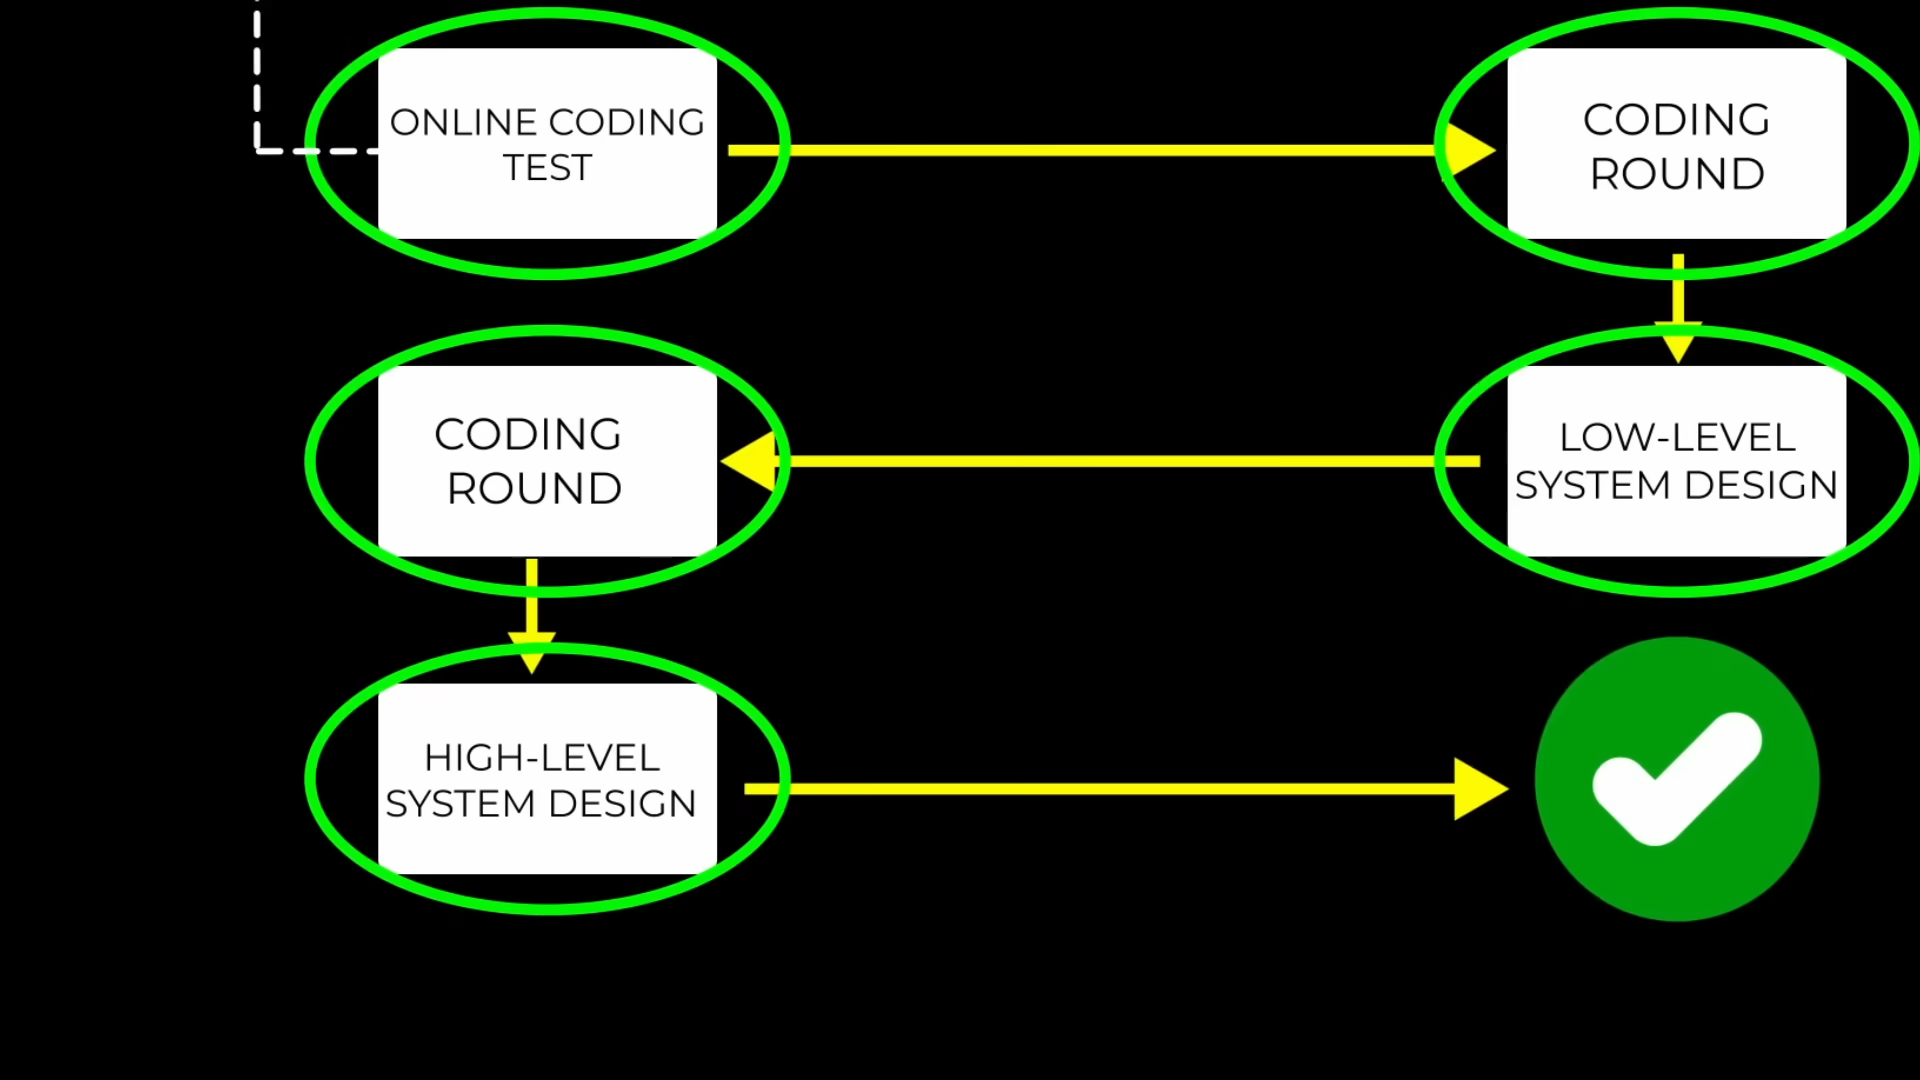 ONLINE CODING
TEST
CODING
ROUND
CODING
ROUND
LOW-LEVEL
SYSTEM DESIGN
HIGH-LEVEL
SYSTEM DESIGN